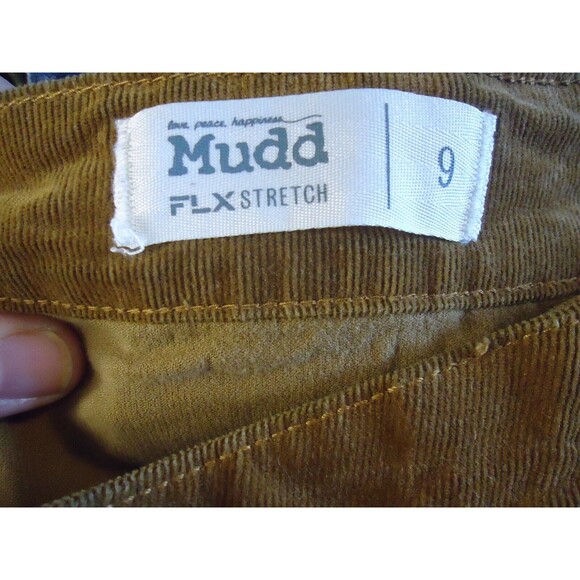 love, peace, happiness
Mudd
FLX STRETCH
9